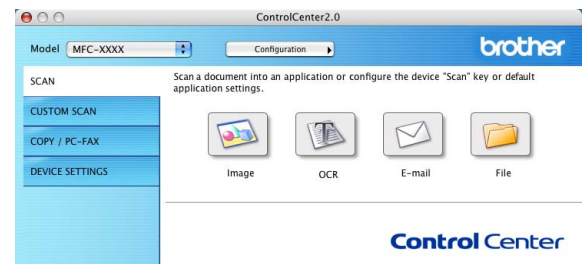 ControlCenter2.0
Model MFC-XXXX Configuration brother
SCAN
CUSTOM SCAN
COPY / PC-FAX
DEVICE SETTINGS
Scan a document into an application or configure the device "Scan" key or default
application settings.
Image OCR E-mail File
Control Center